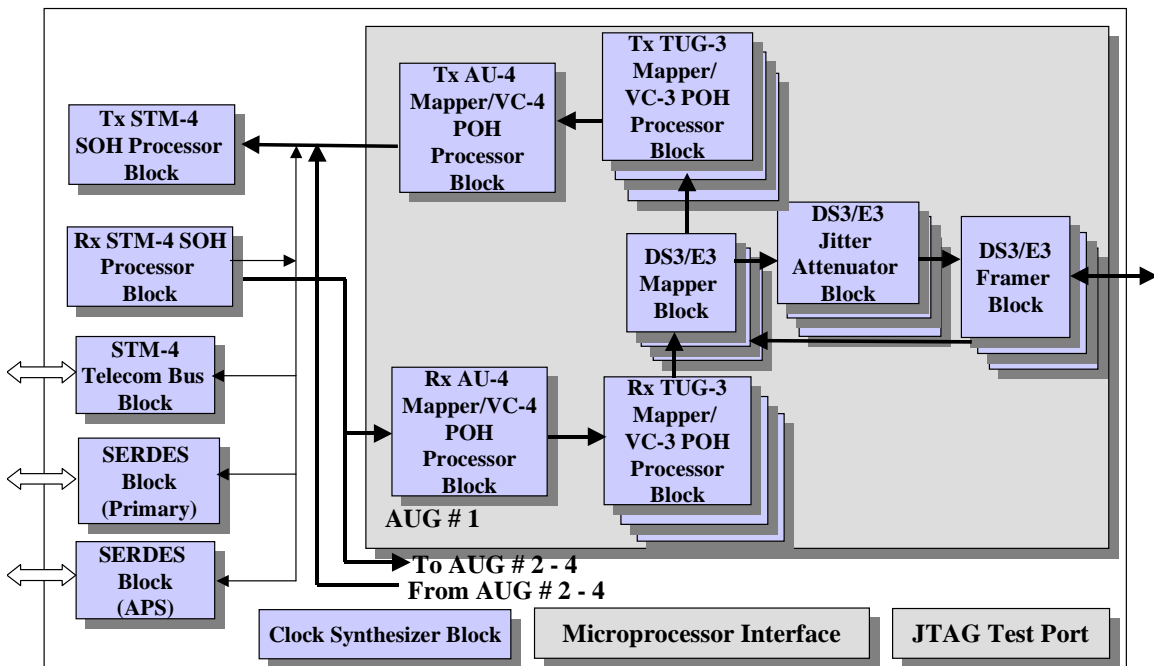 Tx STM-4
SOH Processor
Block
Rx STM-4 SOH
Processor
Block
STM-4
Telecom Bus
Block
SERDES
Block
(Primary)
SERDES
Block
(APS)
Tx AU-4
Mapper/VC-4
POH
Processor
Block
Tx TUG-3
Mapper/
VC-3 POH
Processor
Block
DS3/E3
Mapper
Block
DS3/E3
Jitter
Attenuator
Block
DS3/E3
Framer
Block
Rx AU-4
Mapper/VC-4
POH
Processor
Block
Rx TUG-3
Mapper/
VC-3 POH
Processor
Block
AUG # 1
To AUG # 2 - 4
From AUG # 2 - 4
Clock Synthesizer Block
Microprocessor Interface
JTAG Test Port